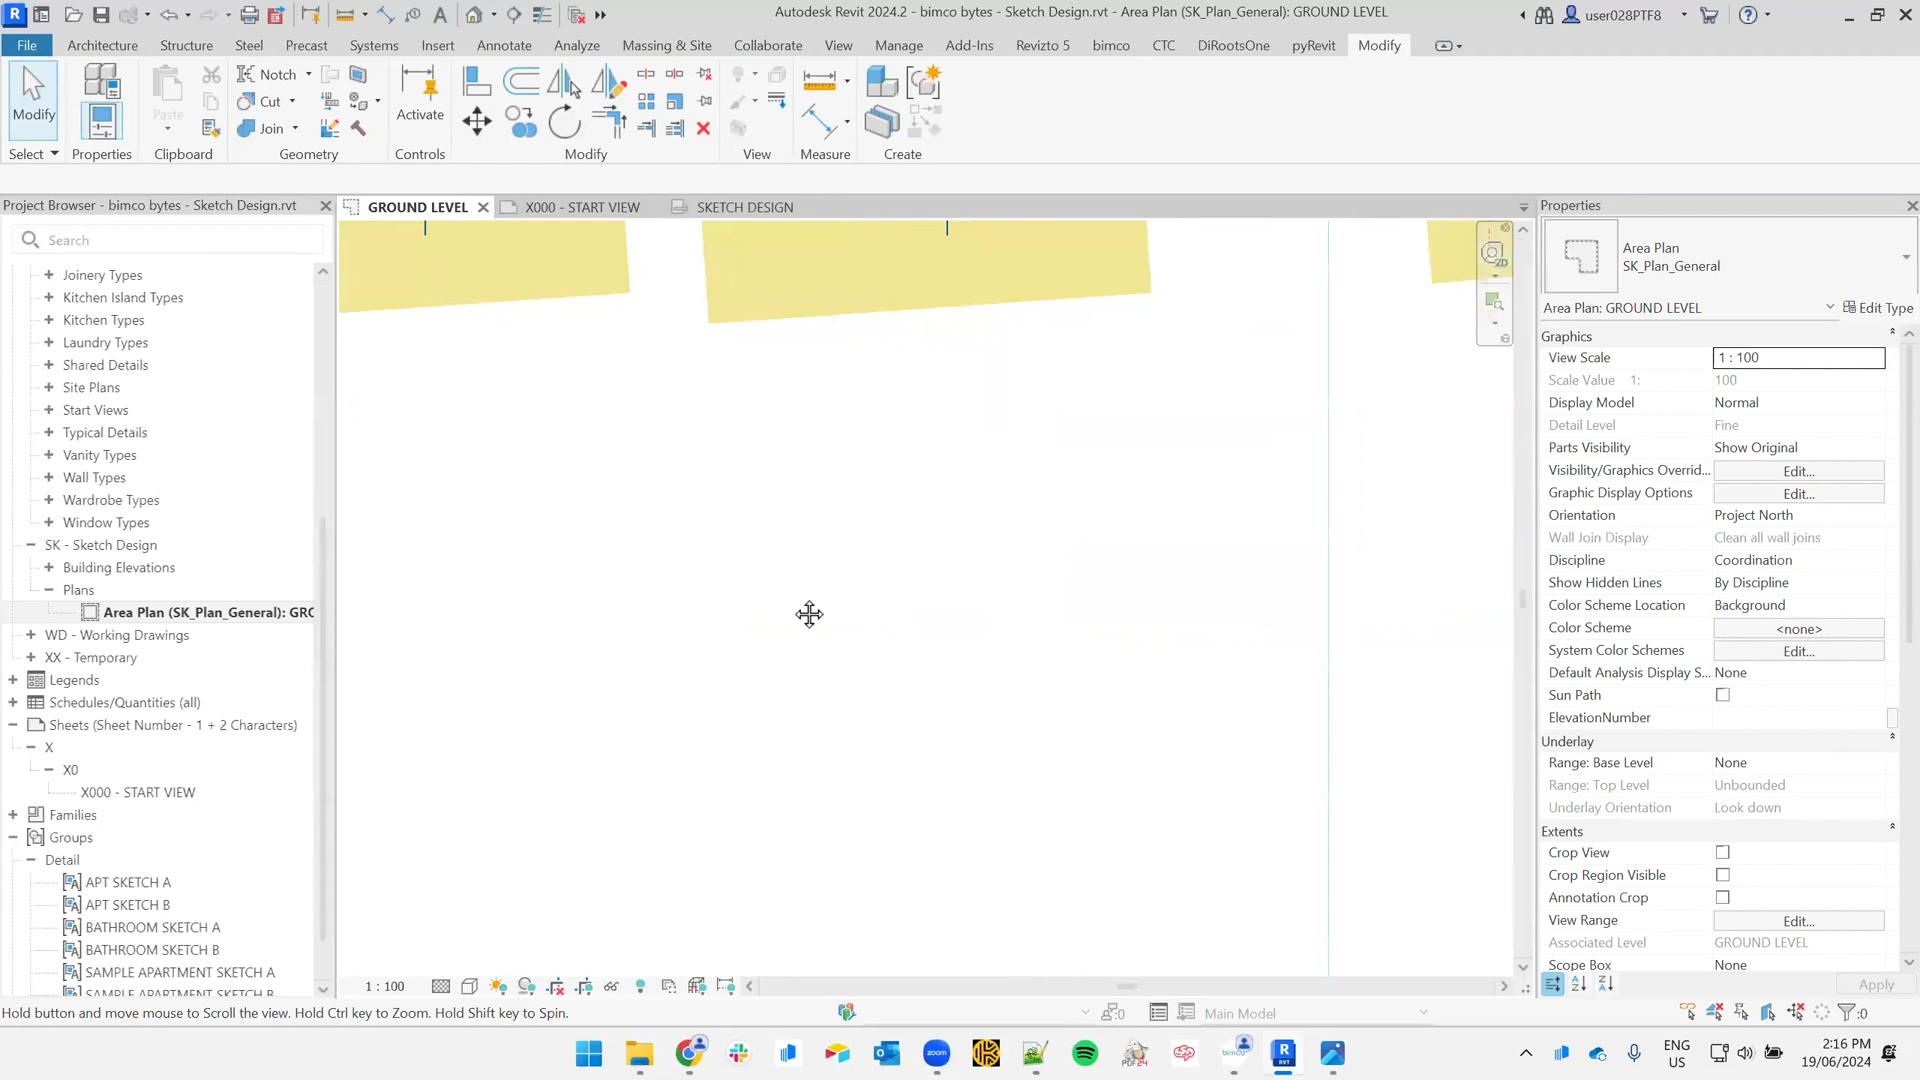 Autodesk Revit 2024.2 - bimco bytes - Sketch Design.rvt - Area Plan (SK_Plan_General): GROUND LEVEL
user028PTF8
File Architecture Structure Steel Precast Systems Insert Annotate Analyze Massing & Site Collaborate View Manage Add-Ins Revizto 5 bimco CTC DiRootsOne pyRevit Modify
Modify
Paste
Notch
Cut
Join
Activate
Select Properties Clipboard Geometry Controls Modify View Measure Create
Project Browser - bimco bytes - Sketch Design.rvt
Search
Joinery Types
Kitchen Island Types
Kitchen Types
Laundry Types
Shared Details
Site Plans
Start Views
Typical Details
Vanity Types
Wall Types
Wardrobe Types
Window Types
SK - Sketch Design
Building Elevations
Plans
Area Plan (SK_Plan_General): GRC
WD - Working Drawings
XX - Temporary
Legends
Schedules/Quantities (all)
Sheets (Sheet Number - 1 + 2 Characters)
X
X0
X000 - START VIEW
Families
Groups
Detail
APT SKETCH A
APT SKETCH B
BATHROOM SKETCH A
BATHROOM SKETCH B
SAMPLE APARTMENT SKETCH A
SAMPLE APARTMENT SKETCH B
GROUND LEVEL X000 - START VIEW SKETCH DESIGN
2D
1 : 100
Properties
Area Plan
SK_Plan_General
Area Plan: GROUND LEVEL Edit Type
Graphics
View Scale 1 : 100
Scale Value 1: 100
Display Model Normal
Detail Level Fine
Parts Visibility Show Original
Visibility/Graphics Overrid... Edit...
Graphic Display Options Edit...
Orientation Project North
Wall Join Display Clean all wall joins
Discipline Coordination
Show Hidden Lines By Discipline
Color Scheme Location Background
Color Scheme <none>
System Color Schemes Edit...
Default Analysis Display S... None
Sun Path
ElevationNumber
Underlay
Range: Base Level None
Range: Top Level Unbounded
Underlay Orientation Look down
Extents
Crop View
Crop Region Visible
Annotation Crop
View Range Edit...
Associated Level GROUND LEVEL
Scope Box None
Apply
Hold button and move mouse to Scroll the view. Hold Ctrl key to Zoom. Hold Shift key to Spin.
:0
Main Model
:0
zoom
PDF24
bimco
RVT
ENG
US
2:16 PM
19/06/2024